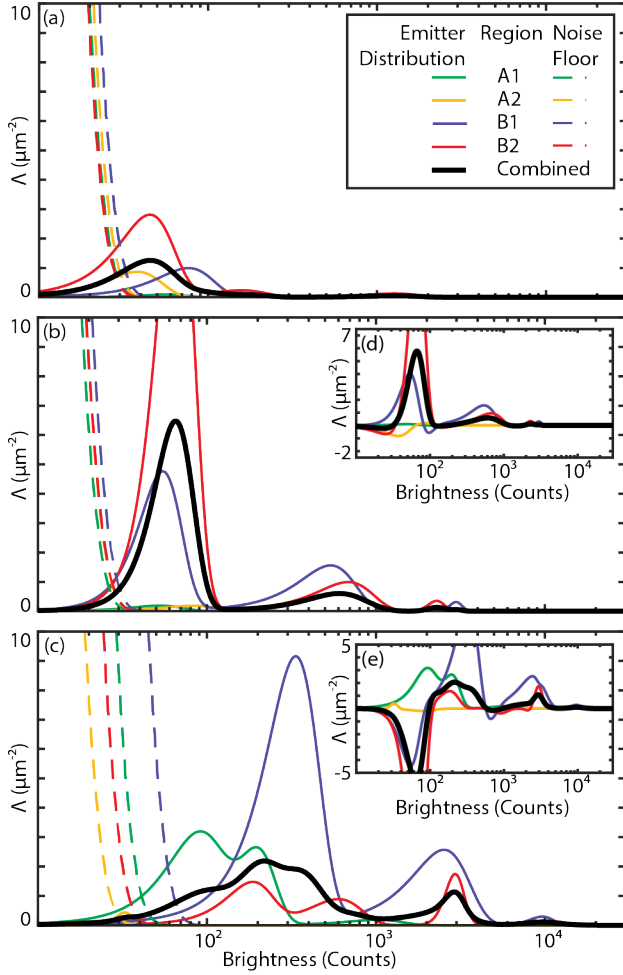 10
(a)
Λ (µm⁻²)
0
Emitter Region Noise
Distribution Floor
A1
A2
B1
B2
Combined
10
(b)
Λ (µm⁻²)
0
7
(d)
Λ (µm⁻²)
-2
10² 10³ 10⁴
Brightness (Counts)
10
(c)
Λ (µm⁻²)
0
5
(e)
Λ (µm⁻²)
-5
10² 10³ 10⁴
Brightness (Counts)
10² 10³ 10⁴
Brightness (Counts)